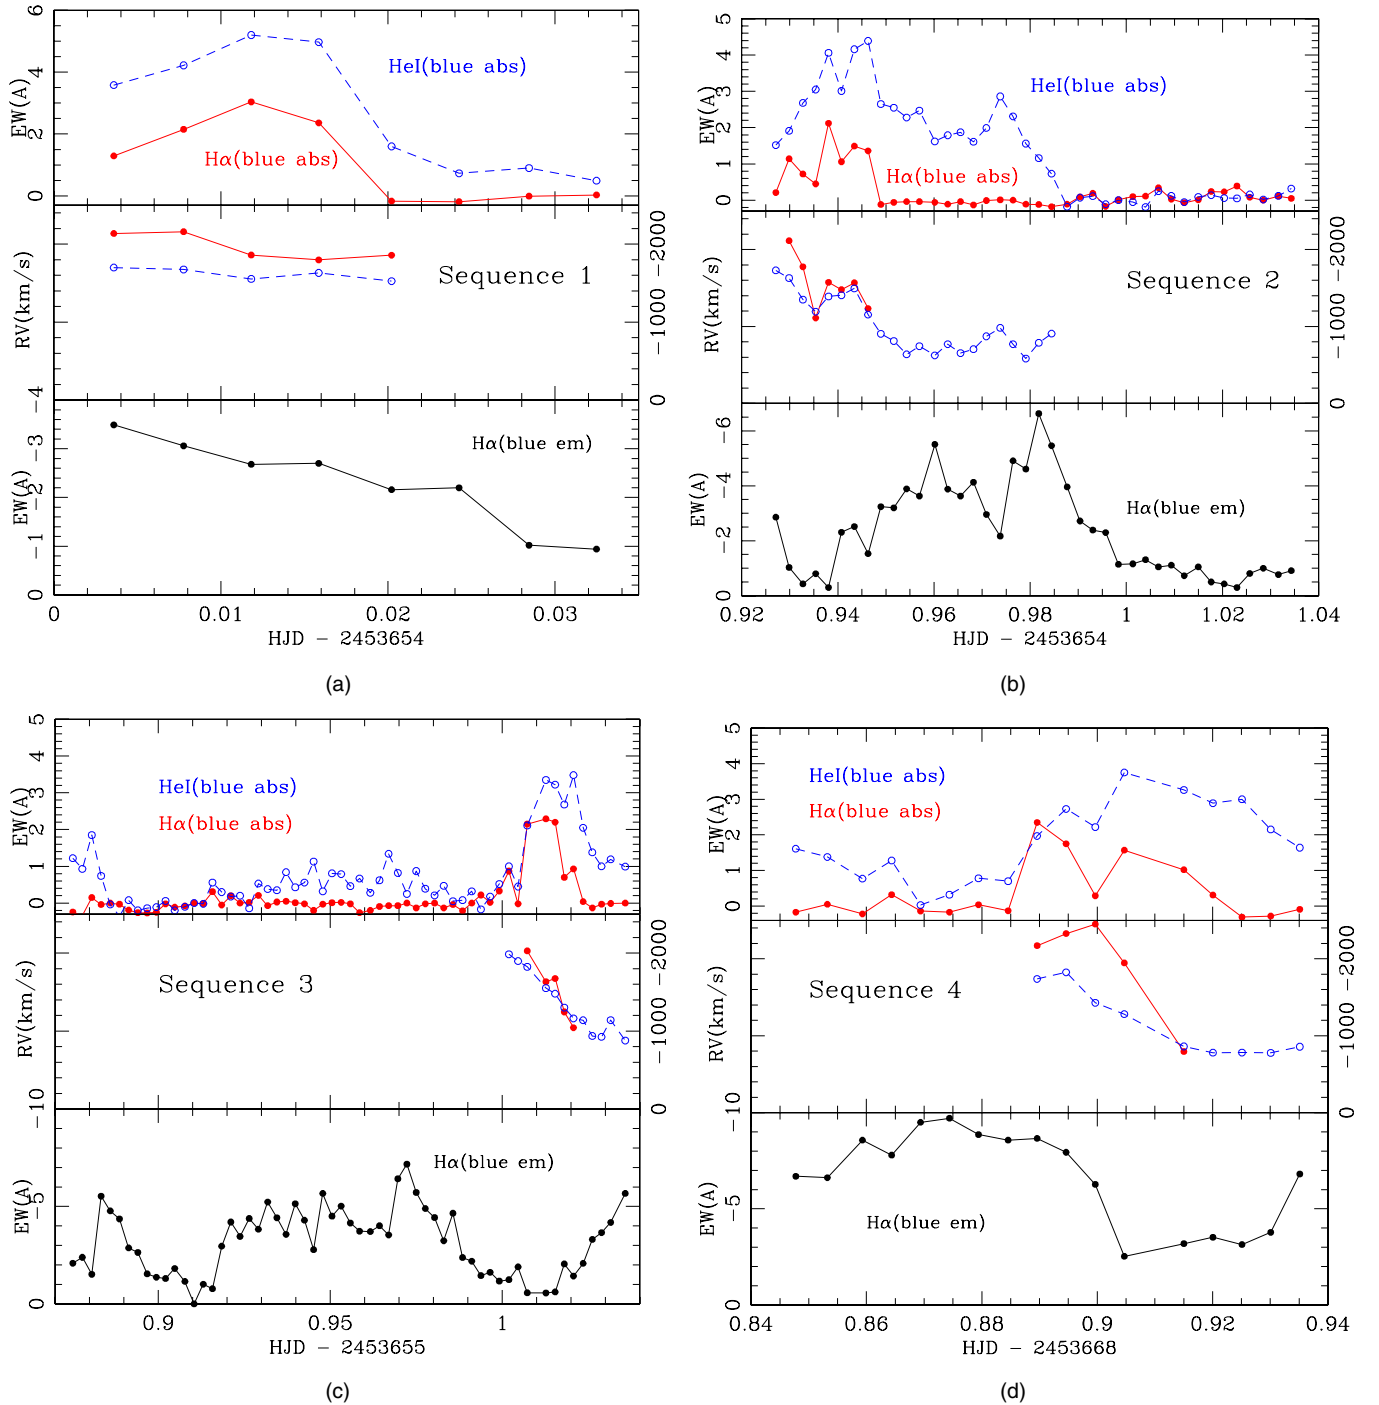 6
4
2
0
EW(A)
HeI(blue abs)
Hα(blue abs)
RV(km/s)
Sequence 1
-2000
-1000
0
-4
-3
-2
-1
0
EW(A)
Hα(blue em)
0 0.01 0.02 0.03
HJD - 2453654
(a)
5
4
3
2
1
0
EW(A)
HeI(blue abs)
Hα(blue abs)
RV(km/s)
Sequence 2
-2000
-1000
0
-6
-4
-2
0
EW(A)
Hα(blue em)
0.92 0.94 0.96 0.98 1 1.02 1.04
HJD - 2453654
(b)
5
4
3
2
1
0
EW(A)
HeI(blue abs)
Hα(blue abs)
RV(km/s)
Sequence 3
-2000
-1000
0
-10
-5
0
EW(A)
Hα(blue em)
0.9 0.95 1
HJD - 2453655
(c)
5
4
3
2
1
0
EW(A)
HeI(blue abs)
Hα(blue abs)
RV(km/s)
Sequence 4
-2000
-1000
0
-10
-5
0
EW(A)
Hα(blue em)
0.84 0.86 0.88 0.9 0.92 0.94
HJD - 2453668
(d)